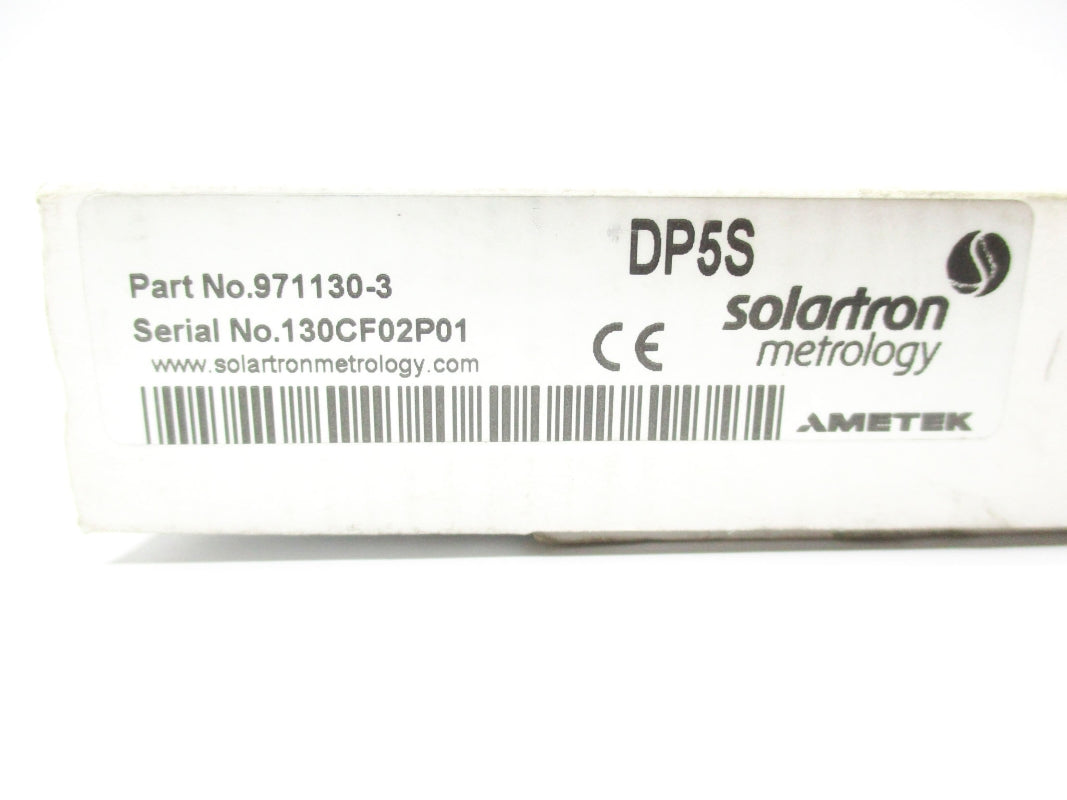 DP5S
Part No.971130-3
Serial No.130CF02P01
www.solartronmetrology.com
CE
solartron
metrology
AMETEK